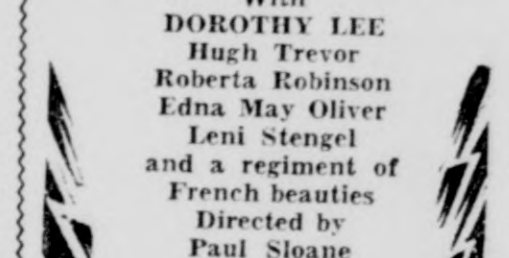 With
DOROTHY LEE
Hugh Trevor
Roberta Robinson
Edna May Oliver
Leni Stengel
and a regiment of
French beauties
Directed by
Paul Sloane